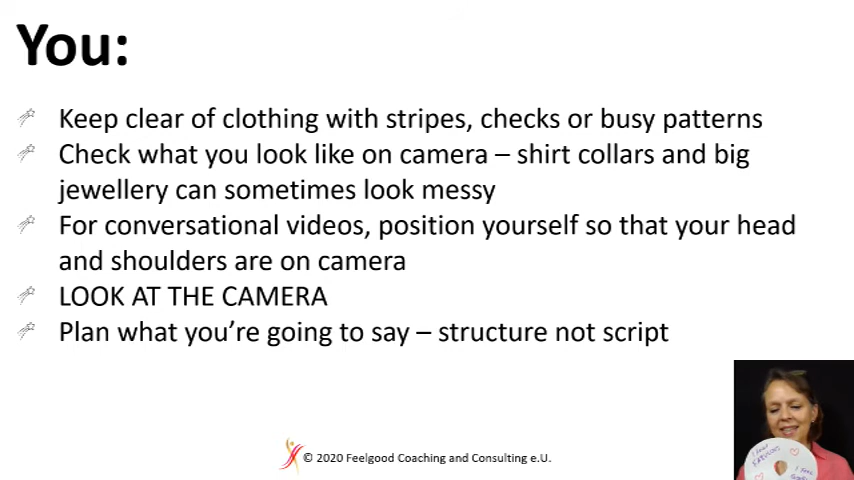 You:
Keep clear of clothing with stripes, checks or busy patterns
Check what you look like on camera – shirt collars and big
jewellery can sometimes look messy
For conversational videos, position yourself so that your head
and shoulders are on camera
LOOK AT THE CAMERA
Plan what you're going to say – structure not script
© 2020 Feelgood Coaching and Consulting e.U.
I Feel